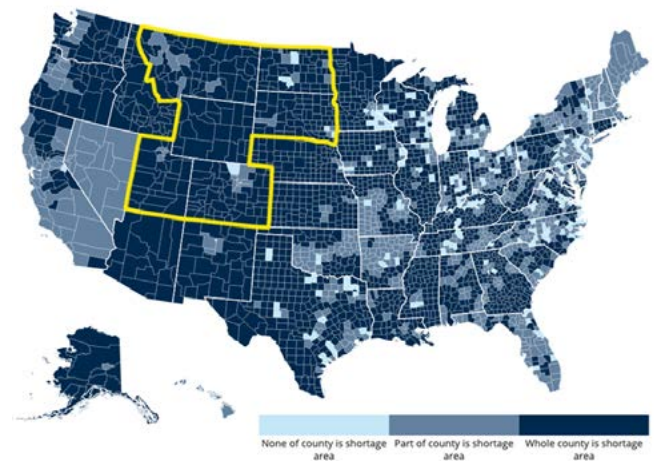 None of county is shortage area
Part of county is shortage area
Whole county is shortage area